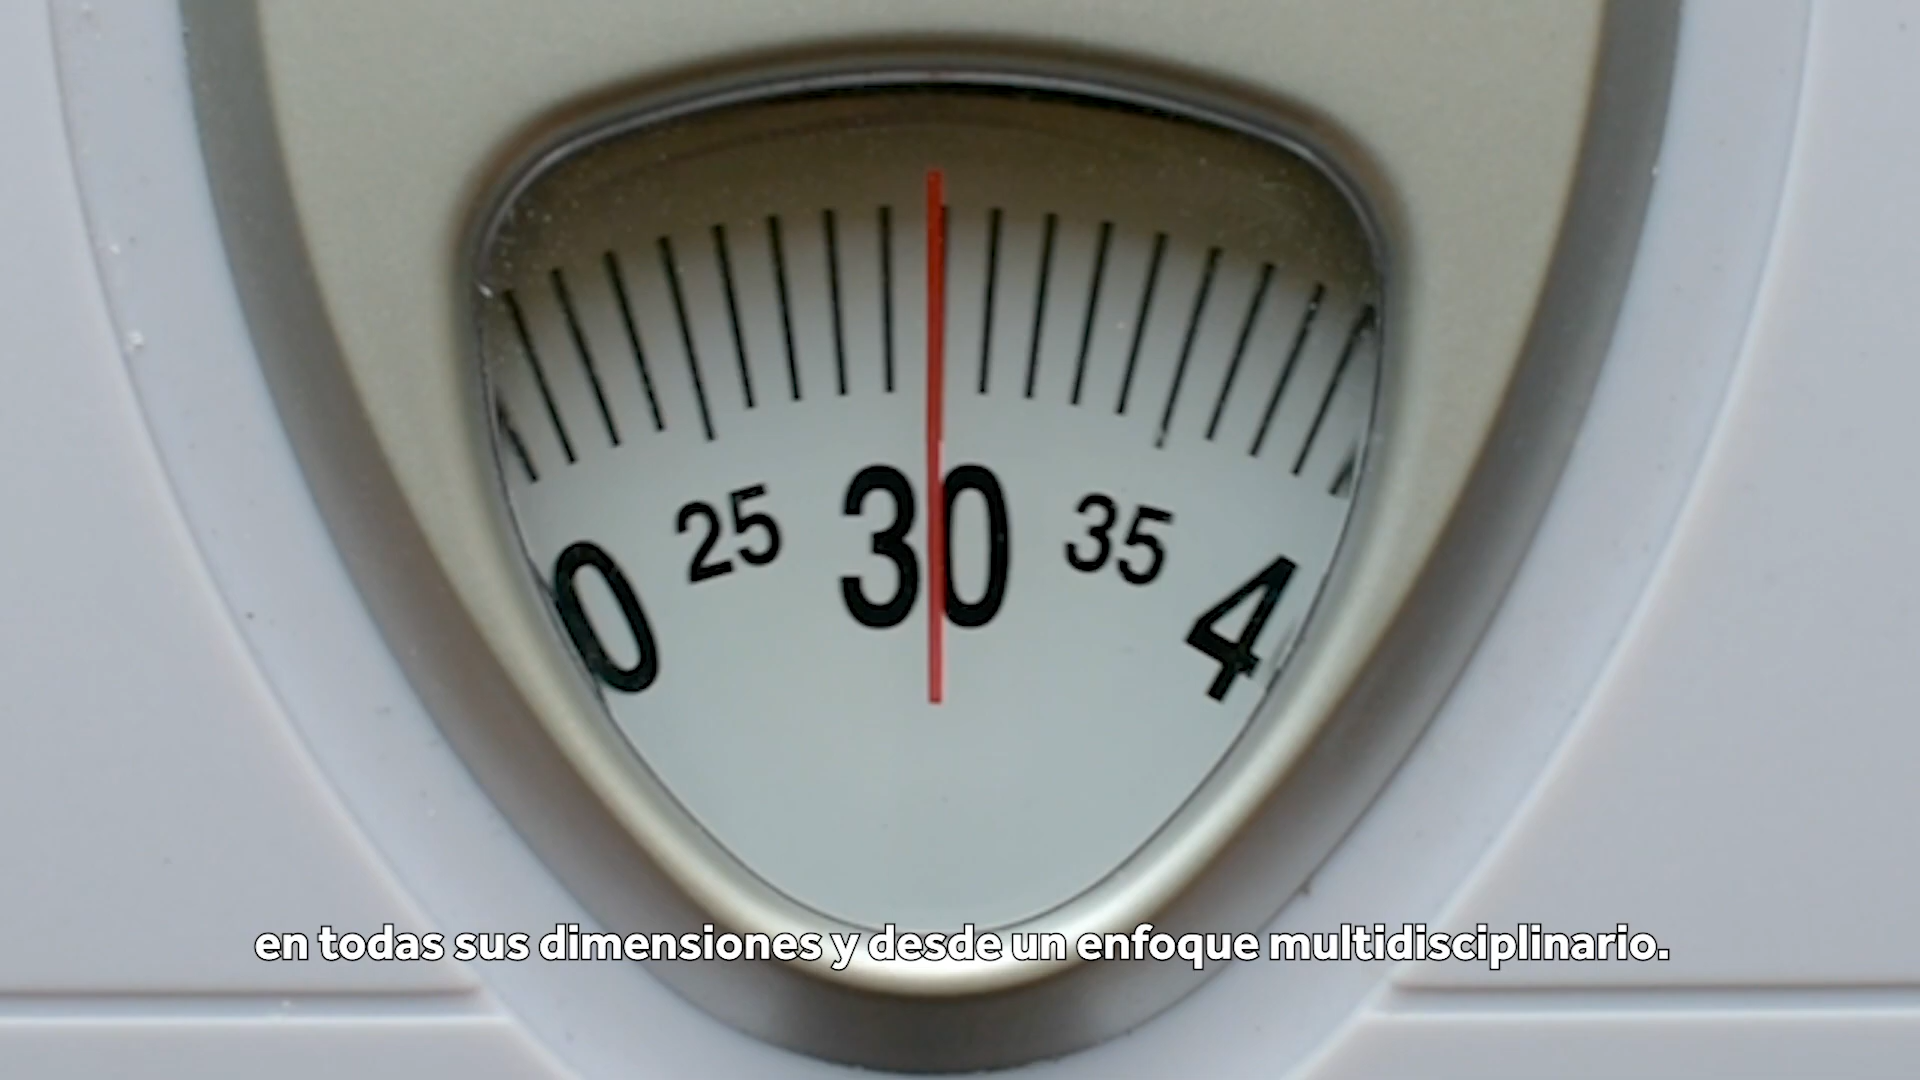 0 25 30 35 4
en todas sus dimensiones y desde un enfoque multidisciplinario.